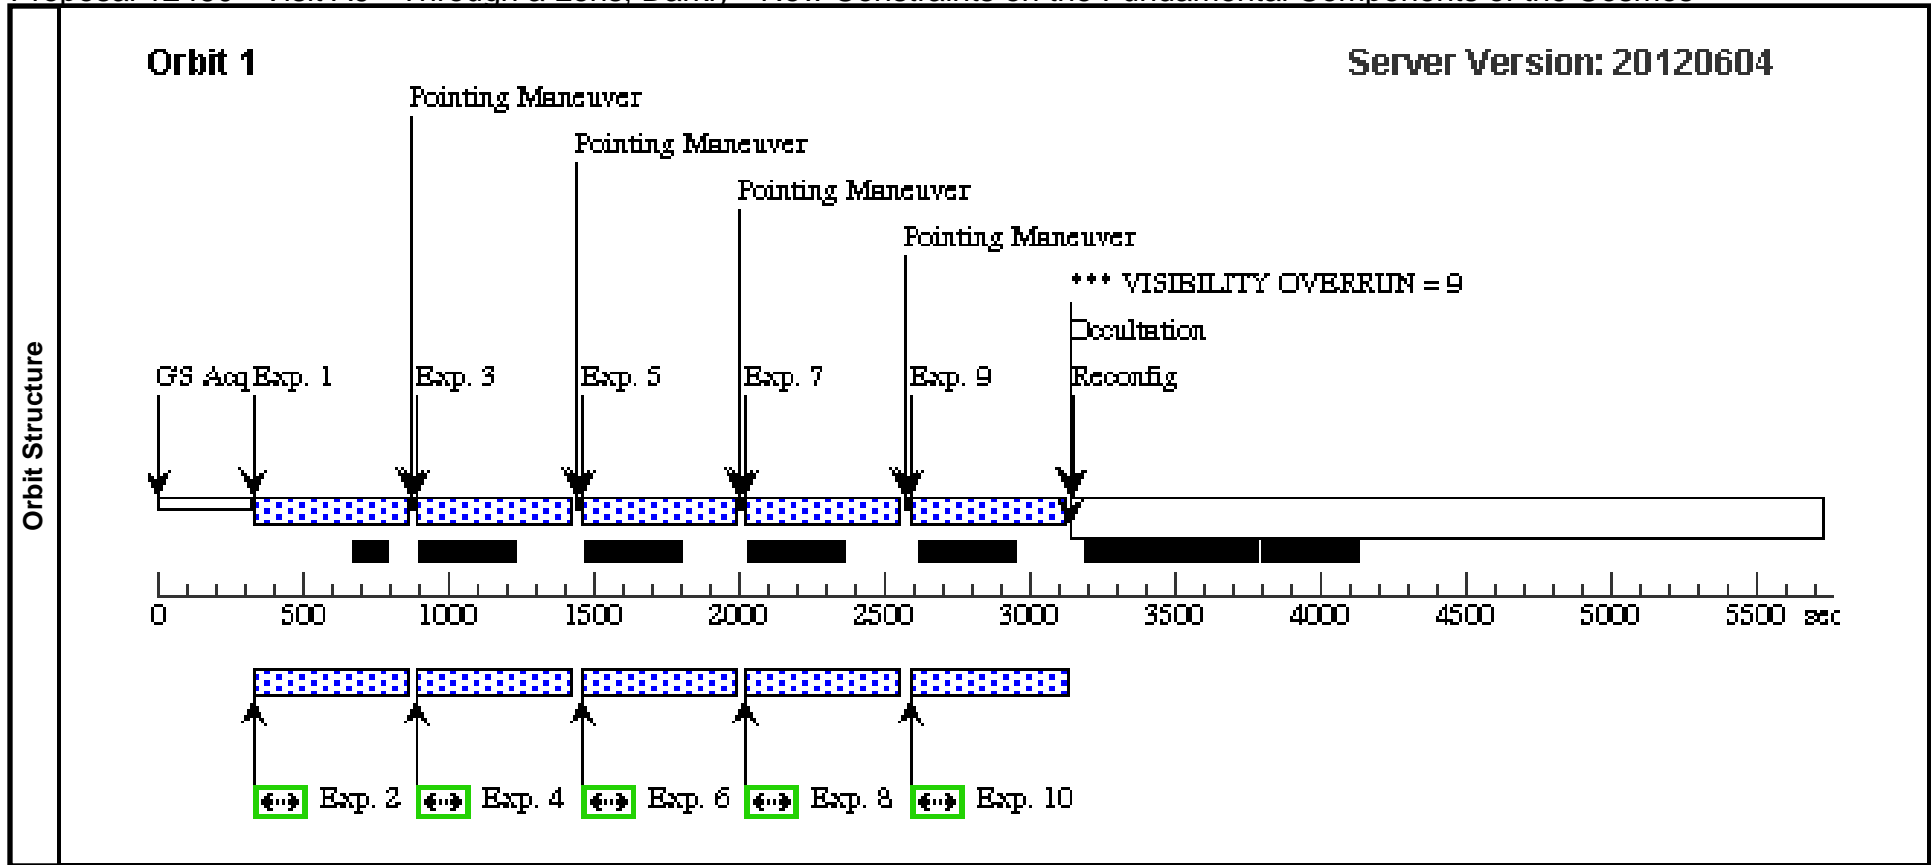 Orbit 1
Server Version: 20120604
Pointing Maneuver
Pointing Maneuver
Pointing Maneuver
Pointing Maneuver
*** VISIBILITY OVERRUN = 9
Occultation
GS Acq Exp. 1 Exp. 3 Exp. 5 Exp. 7 Exp. 9 Reconfig
Orbit Structure
0 500 1000 1500 2000 2500 3000 3500 4000 4500 5000 5500 sec
Exp. 2 Exp. 4 Exp. 6 Exp. 8 Exp. 10